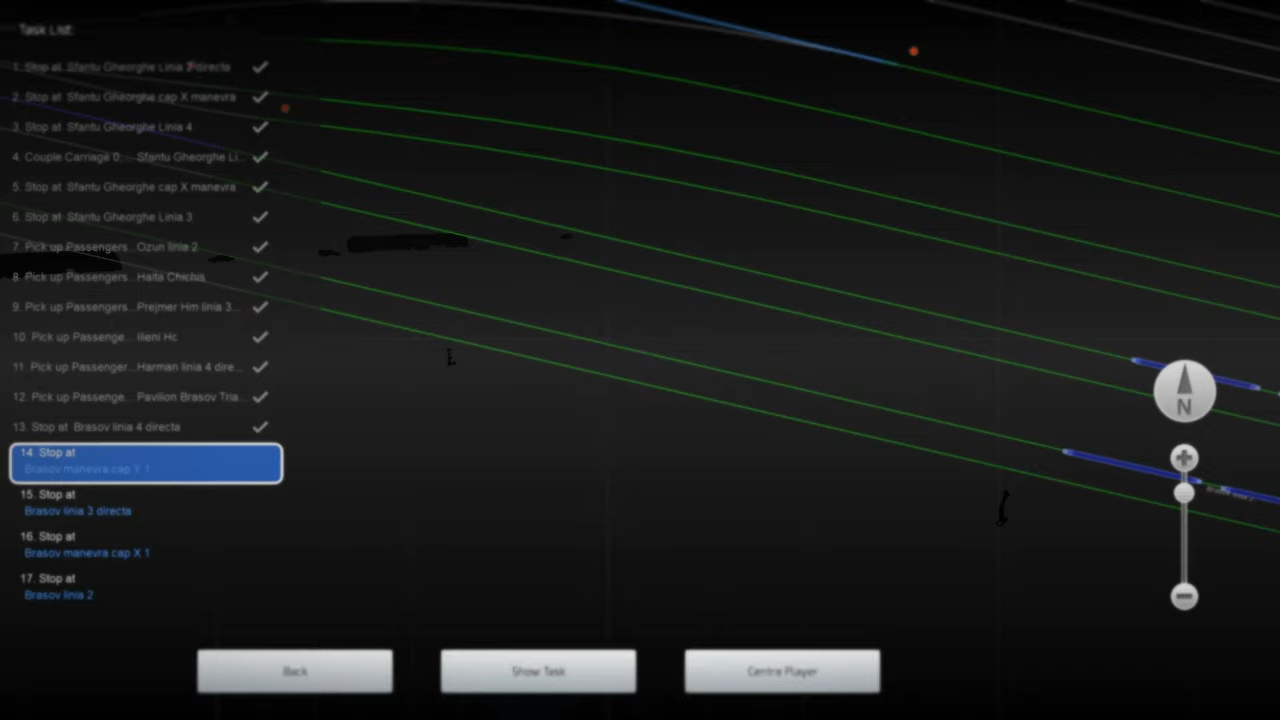 Task List:
1. Stop at Sfantu Gheorghe Linia 2 directa
2. Stop at Sfantu Gheorghe cap X manevra
3. Stop at Sfantu Gheorghe Linia 4
4. Couple Carriage 0... Sfantu Gheorghe Li...
5. Stop at Sfantu Gheorghe cap X manevra
6. Stop at Sfantu Gheorghe Linia 3
7. Pick up Passengers... Ozun linia 2
8. Pick up Passengers... Halta Chichis
9. Pick up Passengers... Prejmer Hm linia 3...
10. Pick up Passenge... Ilieni Hc
11. Pick up Passenger... Harman linia 4 dire...
12. Pick up Passenge... Pavilion Brasov Tria...
13. Stop at Brasov linia 4 directa
14. Stop at
Brasov manevra cap Y 1
15. Stop at
Brasov linia 3 directa
16. Stop at
Brasov manevra cap X 1
17. Stop at
Brasov linia 2
N
Back
Show Task
Centre Player